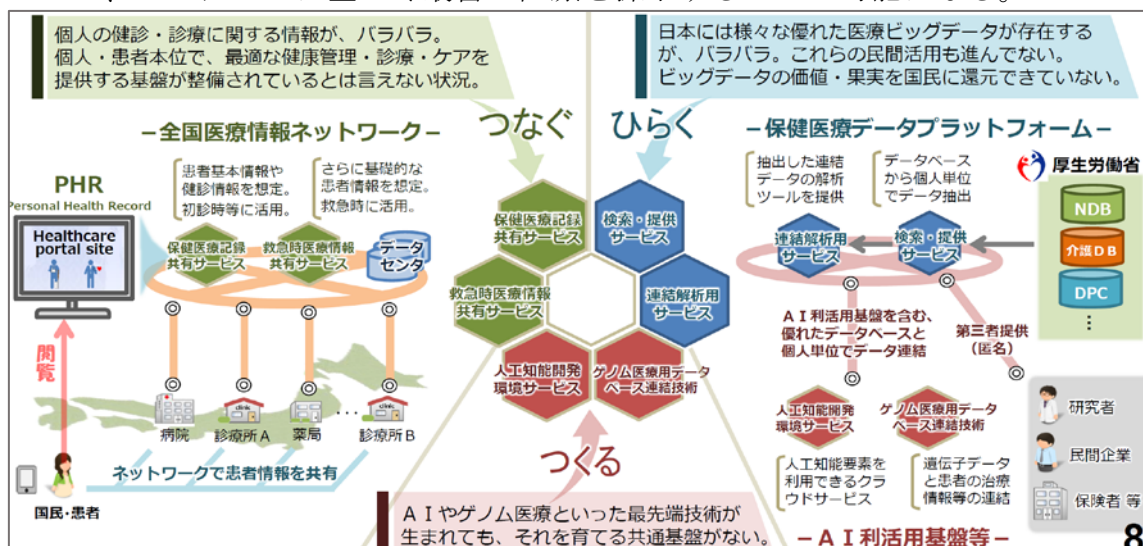 個人の健診・診療に関する情報が、バラバラ。
個人・患者本位で、最適な健康管理・診療・ケアを
提供する基盤が整備されているとは言えない状況。
日本には様々な優れた医療ビッグデータが存在する
が、バラバラ。これらの民間活用も進んでない。
ビッグデータの価値・果実を国民に還元できていない。
つなぐ
ひらく
－全国医療情報ネットワーク－
患者基本情報や
健診情報を想定。
初診時等に活用。
さらに基礎的な
患者情報を想定。
救急時に活用。
PHR
Personal Health Record
Healthcare
portal site
保健医療記録
共有サービス
救急時医療情報
共有サービス
データ
センタ
閲覧
病院
診療所A
薬局
…
診療所B
ネットワークで患者情報を共有
国民・患者
保健医療記録
共有サービス
検索・提供
サービス
救急時医療情報
共有サービス
連結解析用
サービス
人工知能開発
環境サービス
ゲノム医療用データ
ベース連結技術
つくる
ＡＩやゲノム医療といった最先端技術が
生まれても、それを育てる共通基盤がない。
－保健医療データプラットフォーム－
抽出した連結
データの解析
ツールを提供
データベース
から個人単位
でデータ抽出
厚生労働省
NDB
介護ＤＢ
DPC
⋮
連結解析用
サービス
検索・提供
サービス
ＡＩ利活用基盤を含む、
優れたデータベースと
個人単位でデータ連結
第三者提供
（匿名）
人工知能開発
環境サービス
ゲノム医療用データ
ベース連結技術
人工知能要素を
利用できるクラ
ウドサービス
遺伝子データ
と患者の治療
情報等の連結
研究者
民間企業
保険者 等
－ＡＩ利活用基盤等－
8